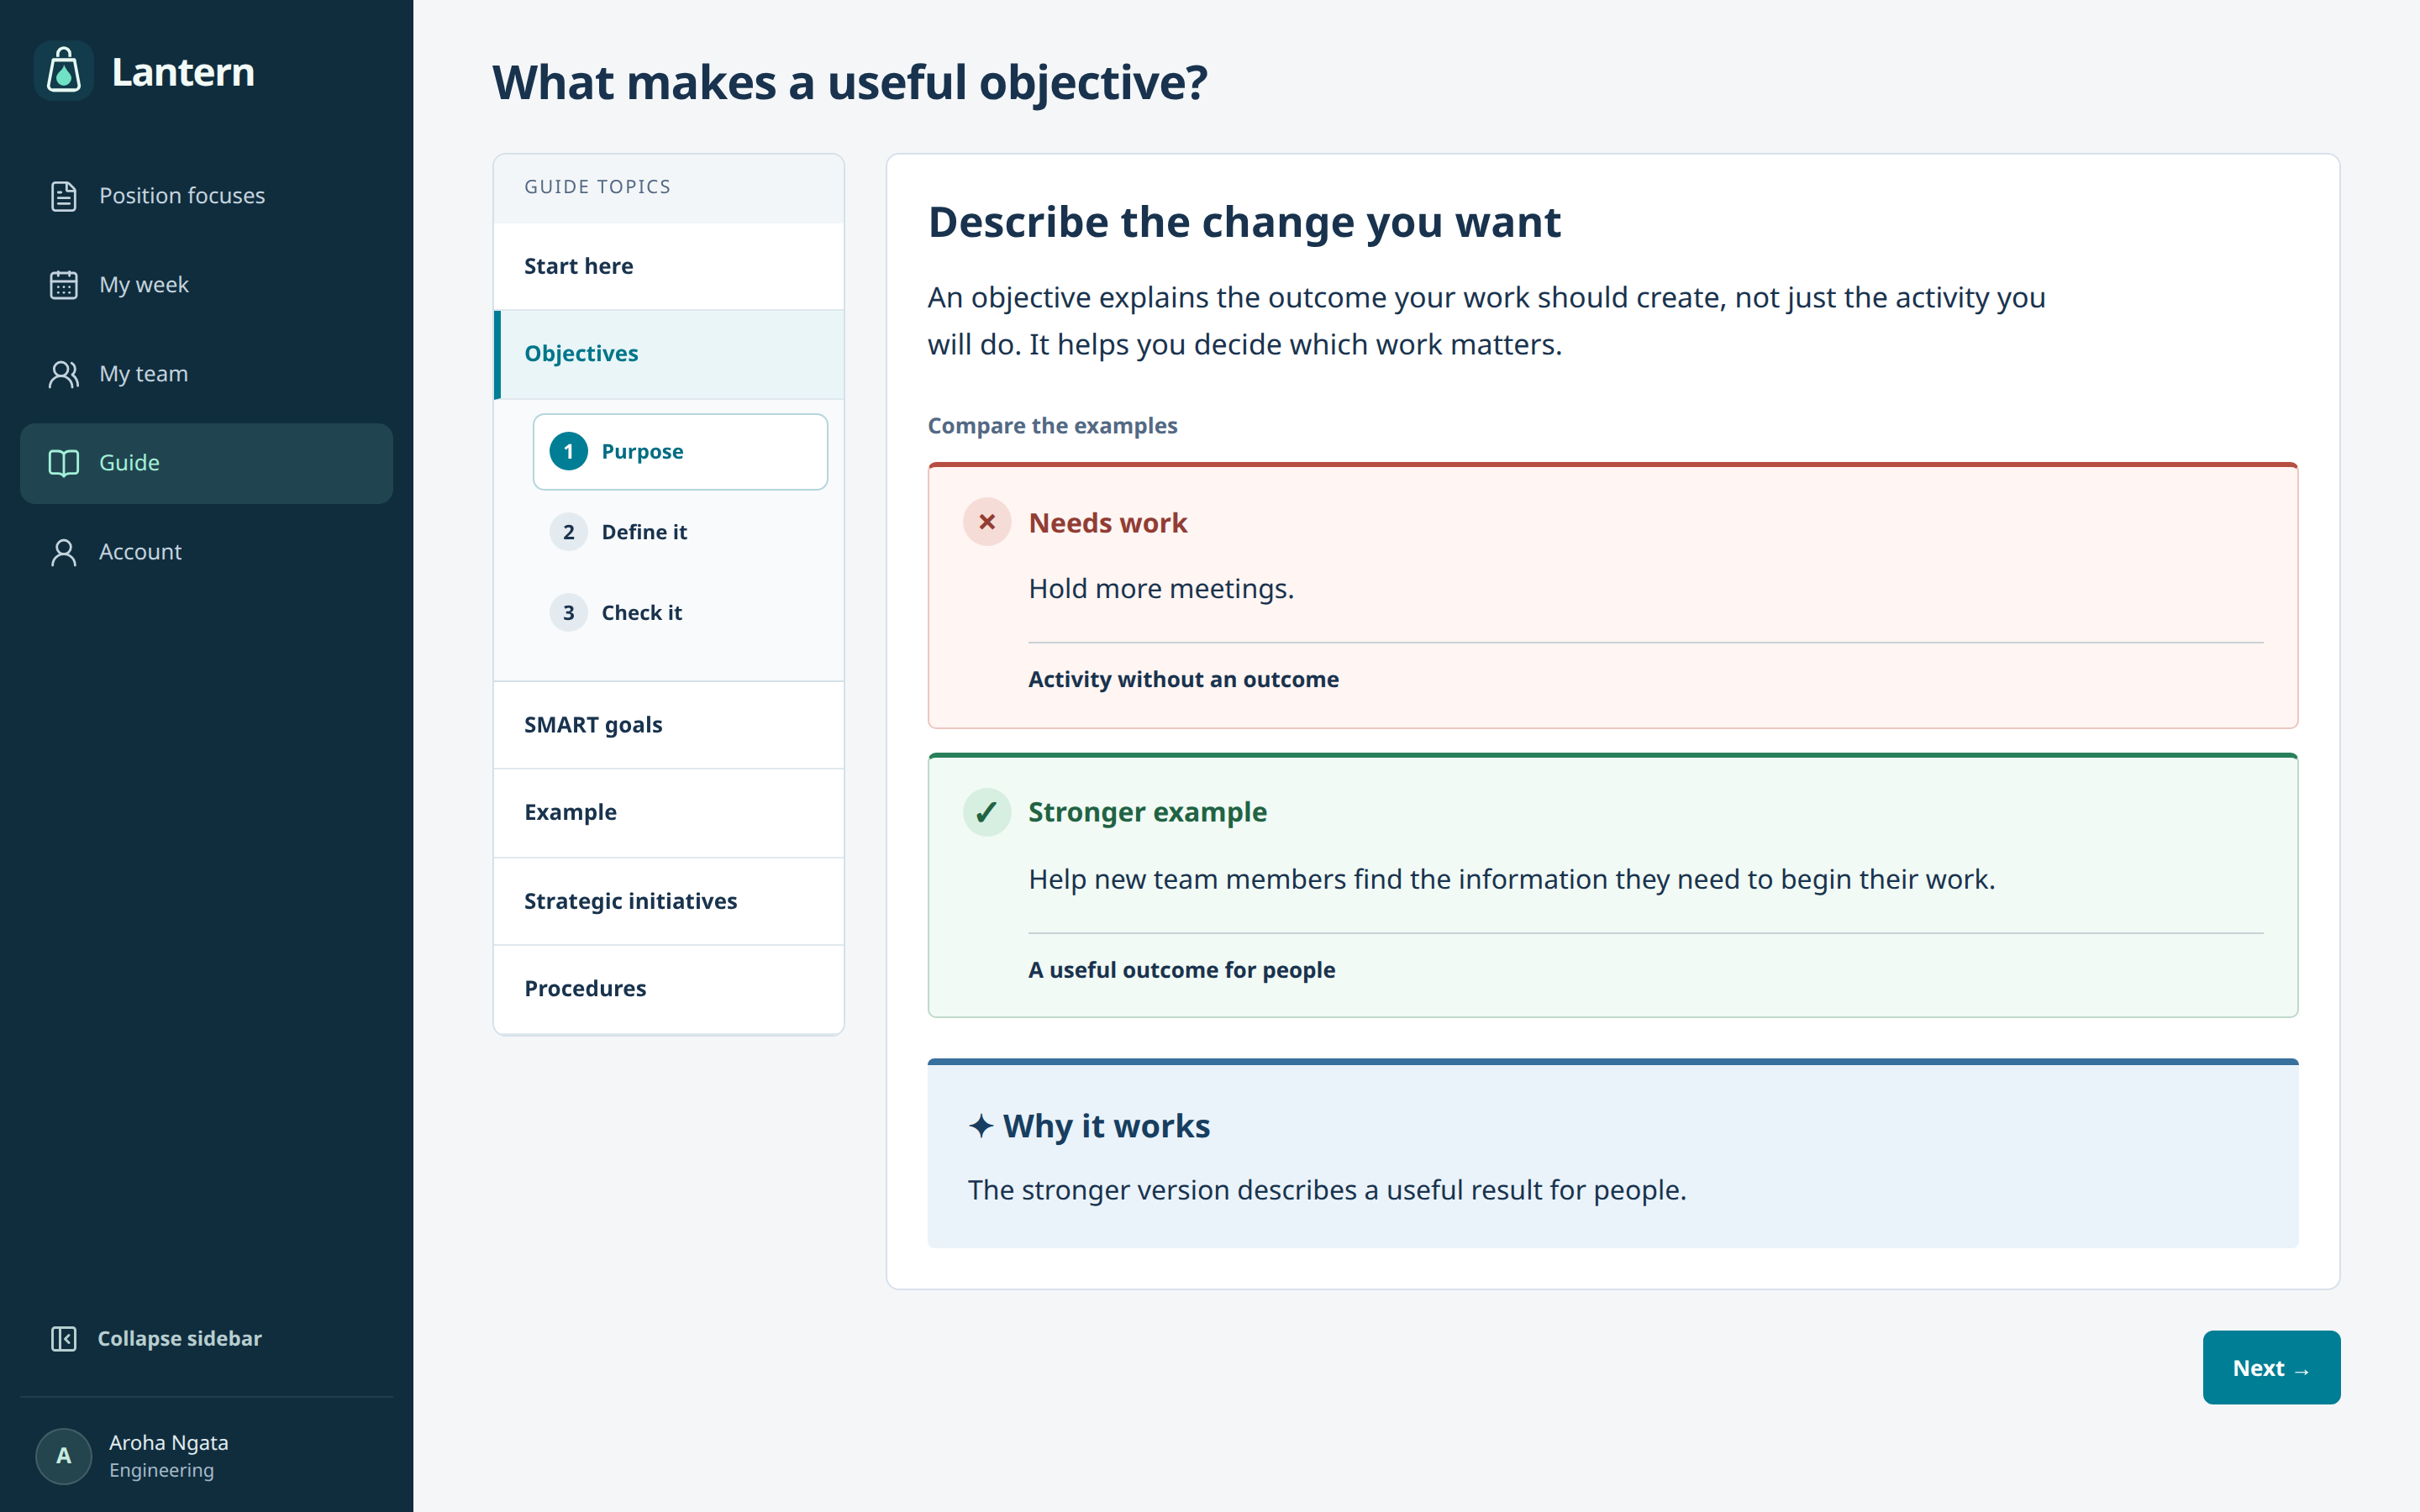 Lantern
Position focuses
My week
My team
Guide
Account
Collapse sidebar
A
Aroha Ngata
Engineering
What makes a useful objective?
GUIDE TOPICS
Start here
Objectives
1 Purpose
2 Define it
3 Check it
SMART goals
Example
Strategic initiatives
Procedures
Describe the change you want
An objective explains the outcome your work should create, not just the activity you
will do. It helps you decide which work matters.
Compare the examples
× Needs work
Hold more meetings.
Activity without an outcome
✓ Stronger example
Help new team members find the information they need to begin their work.
A useful outcome for people
✦ Why it works
The stronger version describes a useful result for people.
Next →